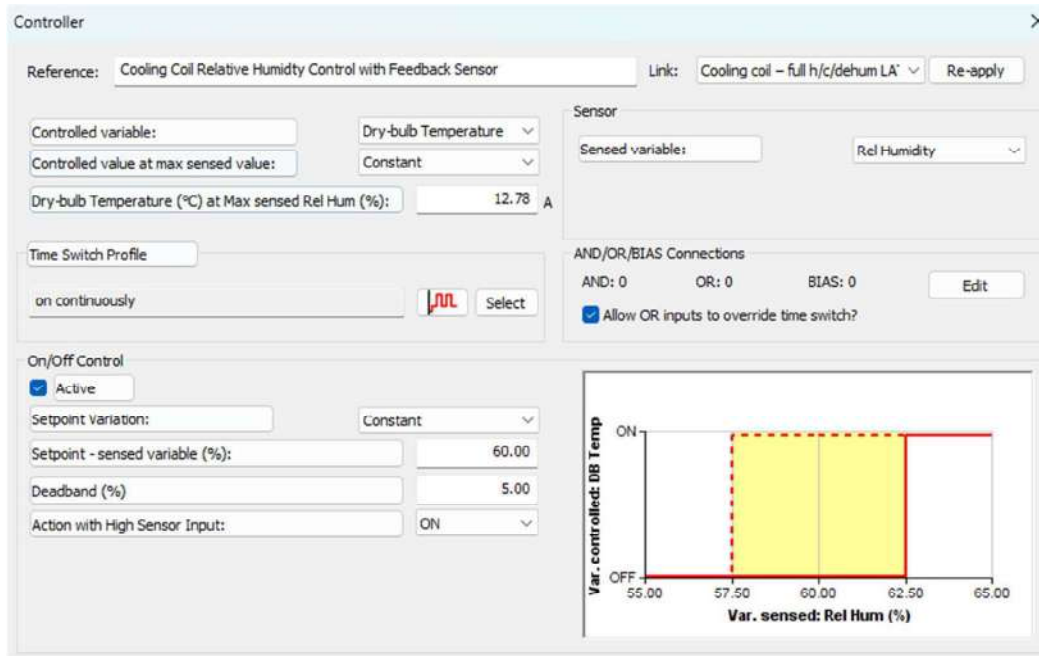 Controller
Reference: Cooling Coil Relative Humidty Control with Feedback Sensor Link: Cooling coil – full h/c/dehum LA Re-apply
Controlled variable: Dry-bulb Temperature
Controlled value at max sensed value: Constant
Dry-bulb Temperature (°C) at Max sensed Rel Hum (%): 12.78 A
Sensor
Sensed variable: Rel Humidity
Time Switch Profile
on continuously Select
AND/OR/BIAS Connections
AND: 0 OR: 0 BIAS: 0 Edit
Allow OR inputs to override time switch?
On/Off Control
Active
Setpoint Variation: Constant
Setpoint - sensed variable (%): 60.00
Deadband (%) 5.00
Action with High Sensor Input: ON
Var. controlled: DB Temp
ON
OFF
55.00 57.50 60.00 62.50 65.00
Var. sensed: Rel Hum (%)